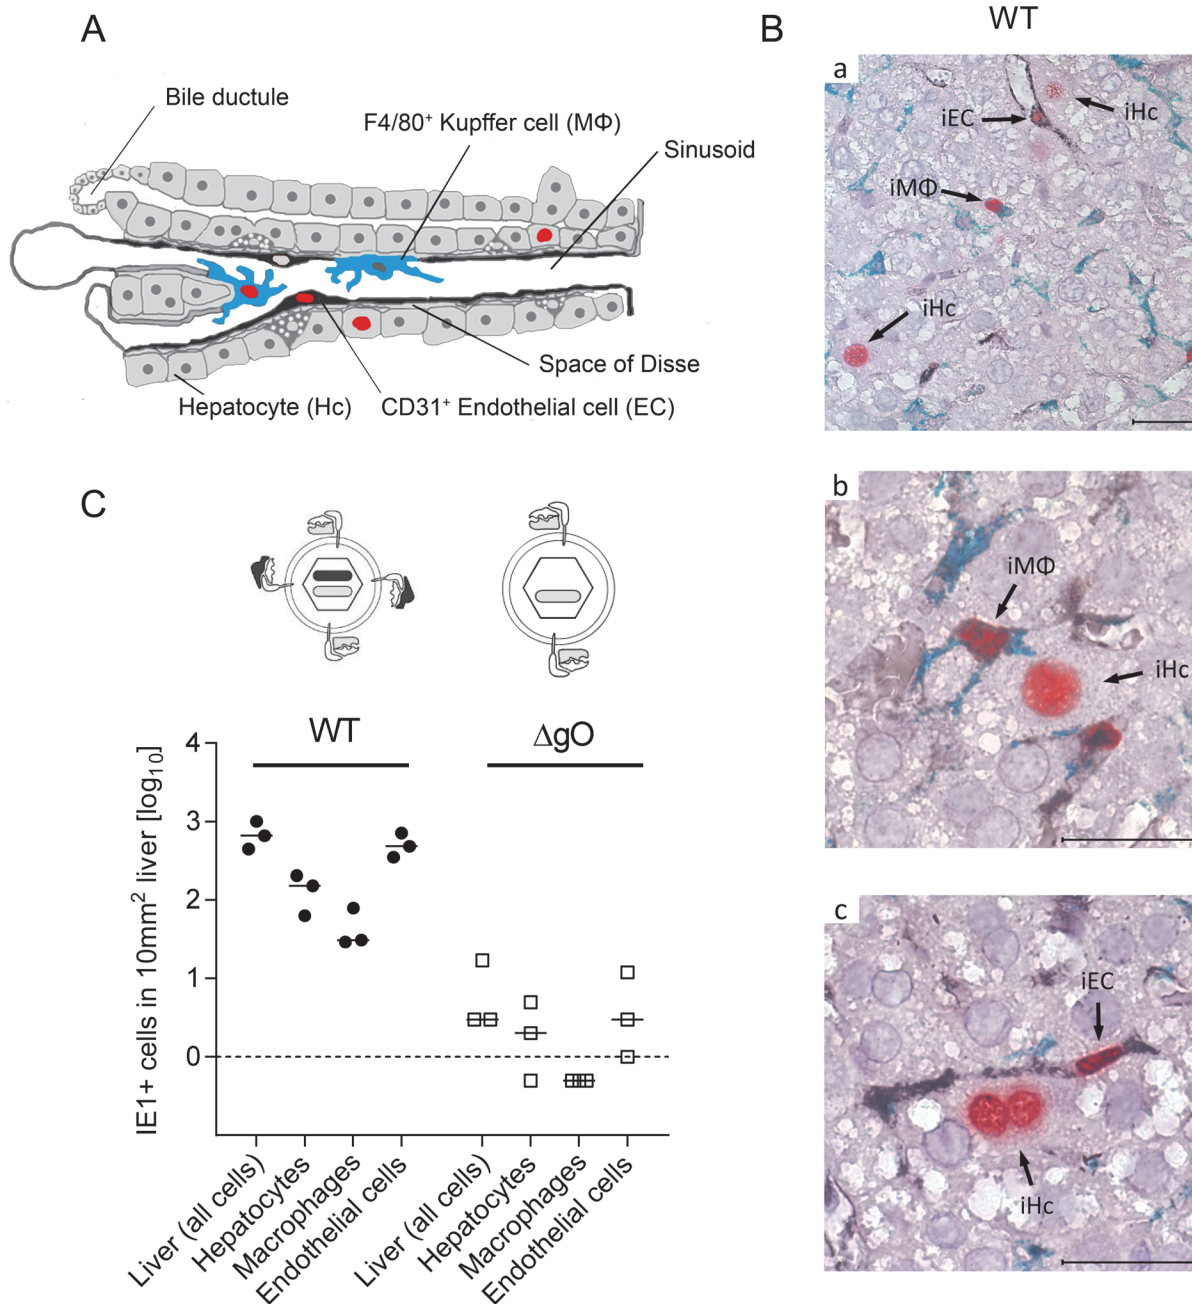 A
Bile ductule
F4/80⁺ Kupffer cell (MΦ)
Sinusoid
Space of Disse
Hepatocyte (Hc)
CD31⁺ Endothelial cell (EC)
B
WT
a
iEC
iHc
iMΦ
iHc
b
iMΦ
iHc
c
iEC
iHc
C
WT
ΔgO
IE1+ cells in 10mm² liver [log₁₀]
4
3
2
1
0
Liver (all cells)
Hepatocytes
Macrophages
Endothelial cells
Liver (all cells)
Hepatocytes
Macrophages
Endothelial cells